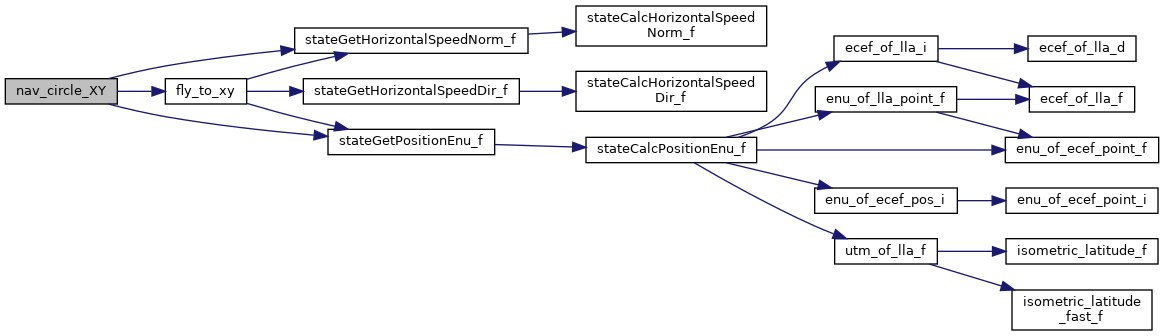 stateCalcHorizontalSpeed
Norm_f
stateGetHorizontalSpeedNorm_f
ecef_of_lla_i
ecef_of_lla_d
nav_circle_XY
fly_to_xy
stateGetHorizontalSpeedDir_f
stateCalcHorizontalSpeed
Dir_f
enu_of_lla_point_f
ecef_of_lla_f
stateGetPositionEnu_f
stateCalcPositionEnu_f
enu_of_ecef_point_f
enu_of_ecef_pos_i
enu_of_ecef_point_i
utm_of_lla_f
isometric_latitude_f
isometric_latitude
_fast_f